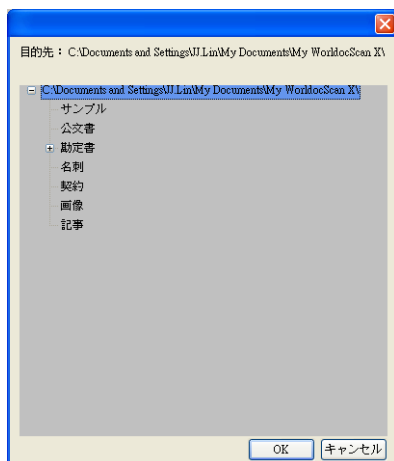 目的先： C:\Documents and Settings\JJ.Lin\My Documents\My WorldocScan X\
C:\Documents and Settings\JJ.Lin\My Documents\My WorldocScan X\
サンプル
公文書
勘定書
名刺
契約
画像
記事
OK
キャンセル